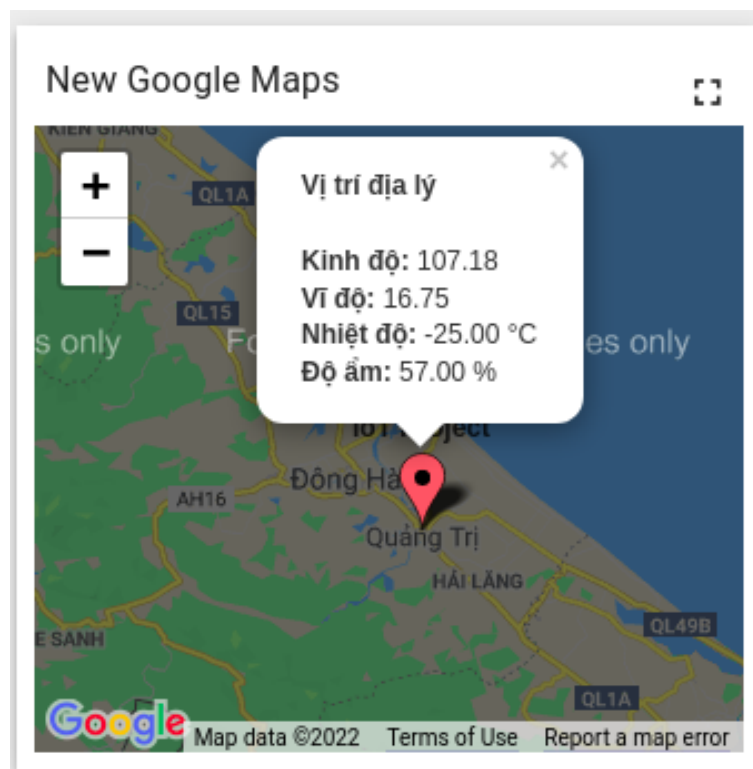 New Google Maps
KIEN GIANG
+
QL1A
×
Vị trí địa lý
Kinh độ: 107.18
Vĩ độ: 16.75
Nhiệt độ: -25.00 °C
Độ ẩm: 57.00 %
−
QL15
s only
Fo
es only
IoT Project
Đông Hà
AH16
Quảng Trị
HẢI LĂNG
E SANH
QL49B
QL1A
Google
Map data ©2022 Terms of Use Report a map error